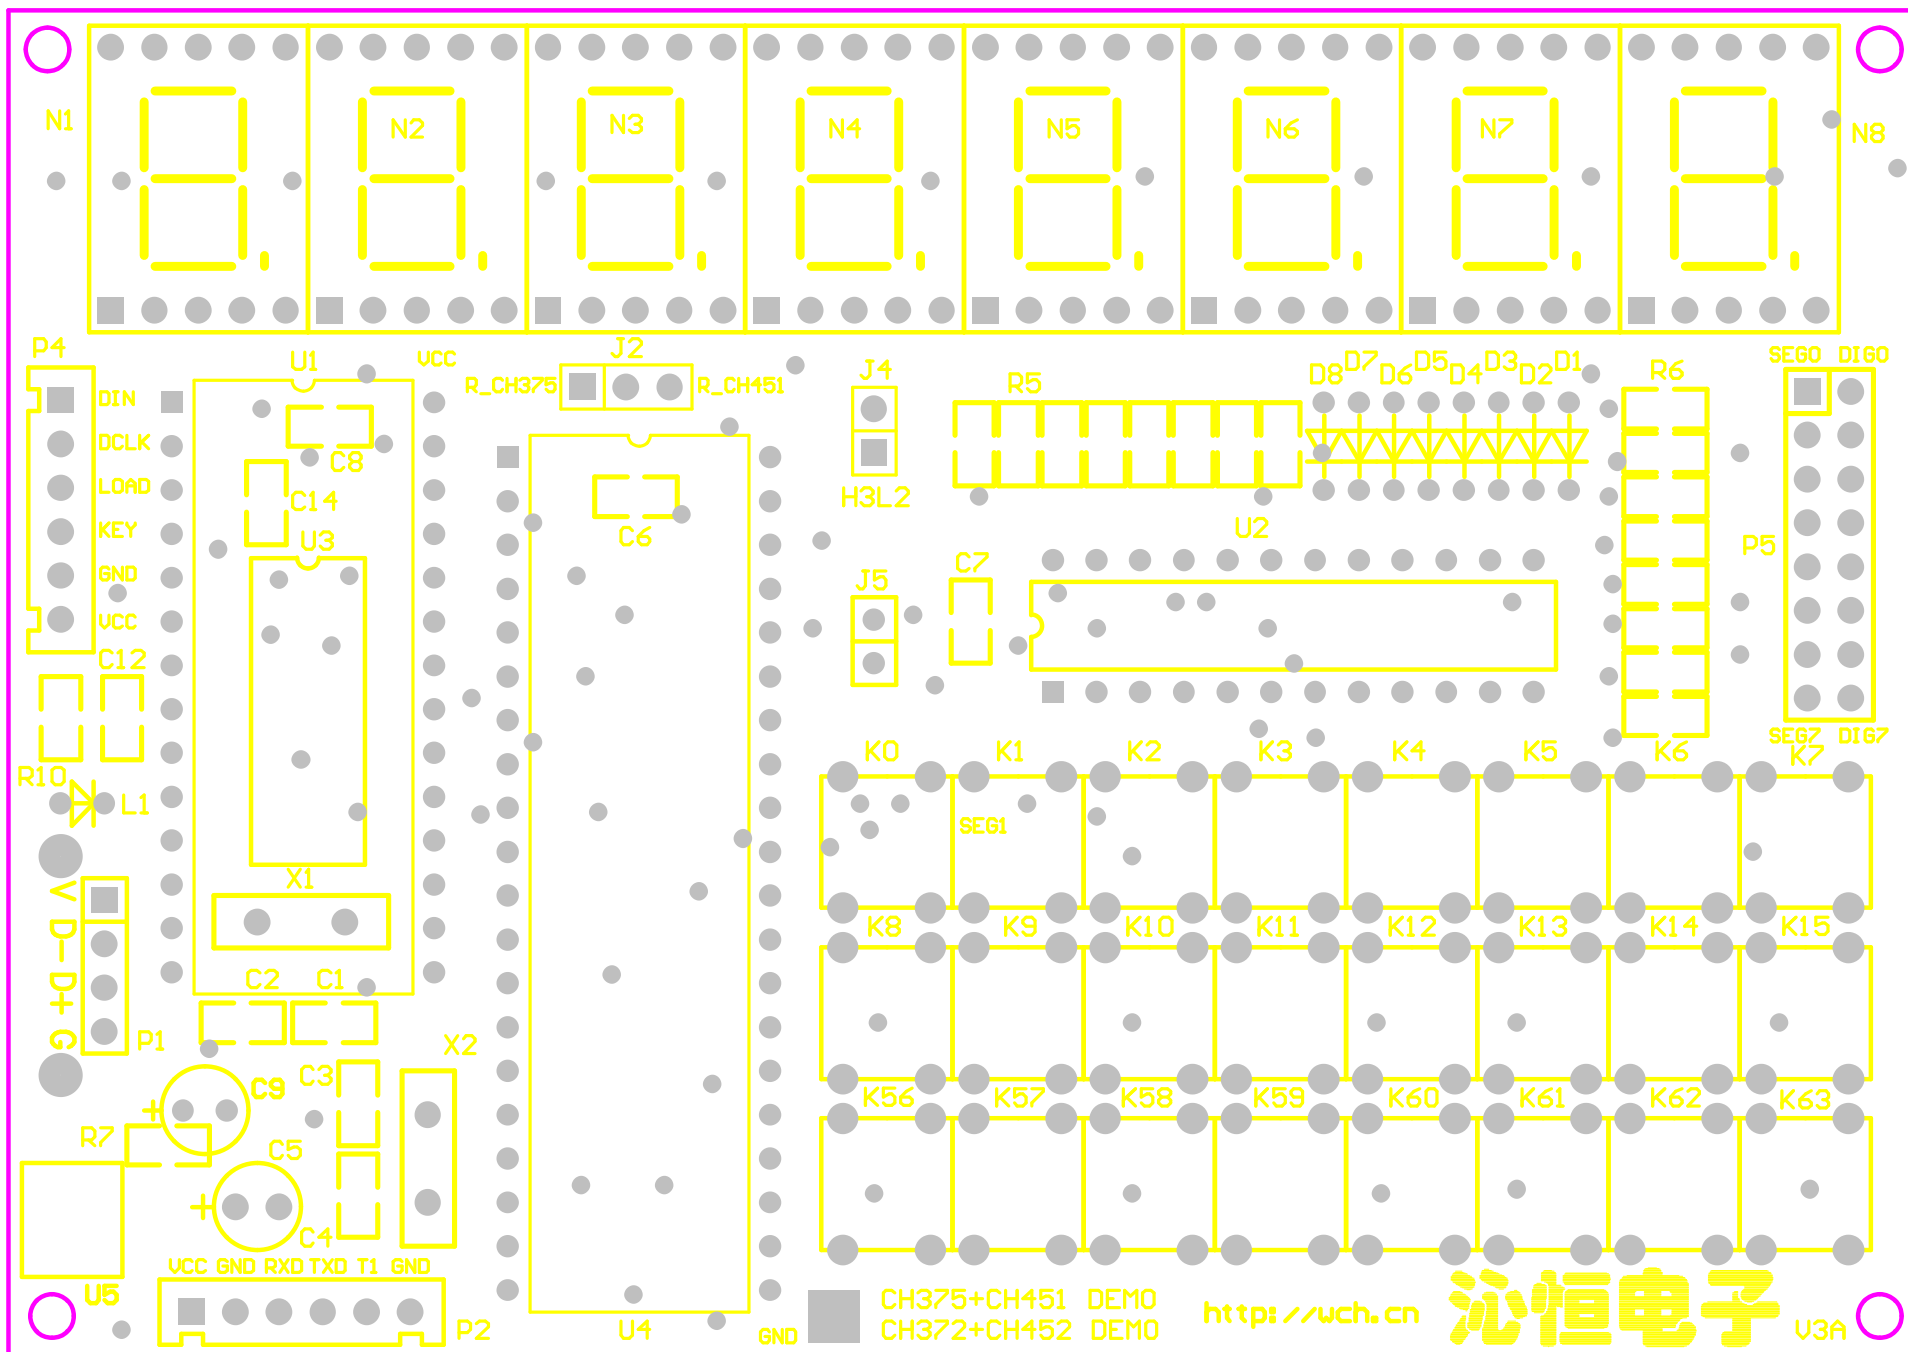 N1
N2
N3
N4
N5
N6
N7
N8
P4
U1
VCC
J2
R_CH375
R_CH451
J4
H3L2
R5
D8
D7
D6
D5
D4
D3
D2
D1
R6
SEG0 DIG0
DIN
DCLK
LOAD
KEY
GND
VCC
C8
C14
U3
C6
U2
P5
C7
J5
C12
R10
L1
SEG7 DIG7
K0
K1
K2
K3
K4
K5
K6
K7
SEG1
X1
V
D-
D+
G
P1
C2
C1
K8
K9
K10
K11
K12
K13
K14
K15
X2
C3
C9
R7
C5
C4
K56
K57
K58
K59
K60
K61
K62
K63
VCC GND RXD TXD T1 GND
U5
P2
U4
GND
CH375+CH451 DEMO
CH372+CH452 DEMO
http://wch.cn
沁恒电子
V3A